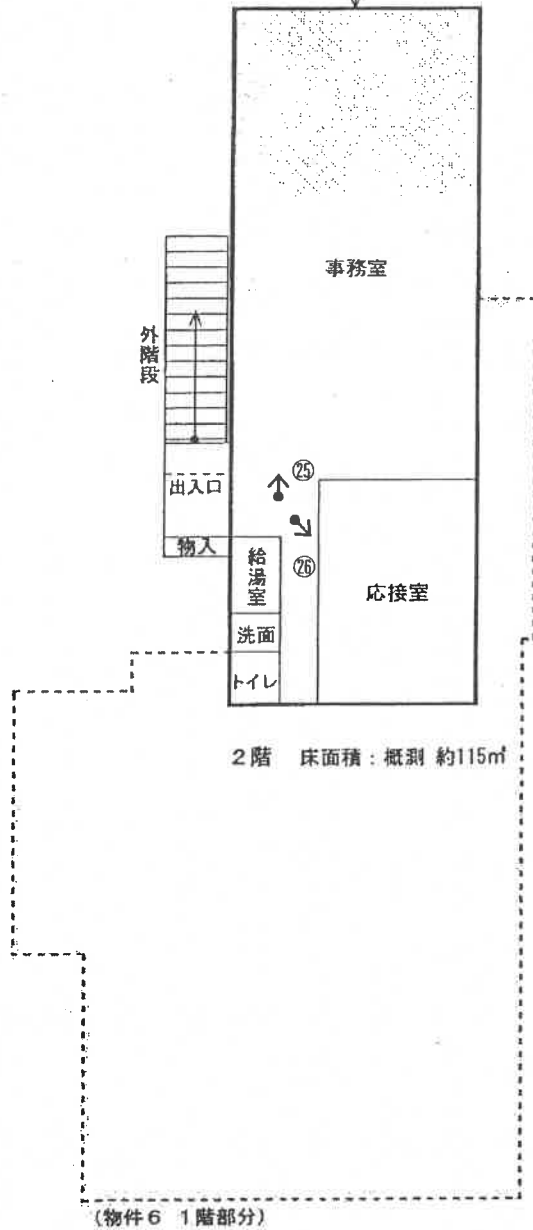 事務室
外階段
㉕
出入口
物入
給湯室
㉖
応接室
洗面
トイレ
2階 床面積:概測 約115㎡
(物件6 1階部分)